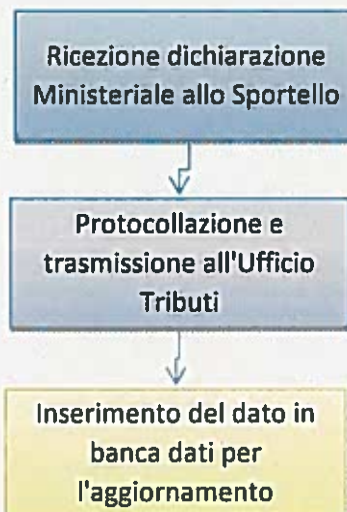 Ricezione dichiarazione
Ministeriale allo Sportello
Protocollazione e
trasmissione all'Ufficio
Tributi
Inserimento del dato in
banca dati per
l'aggiornamento